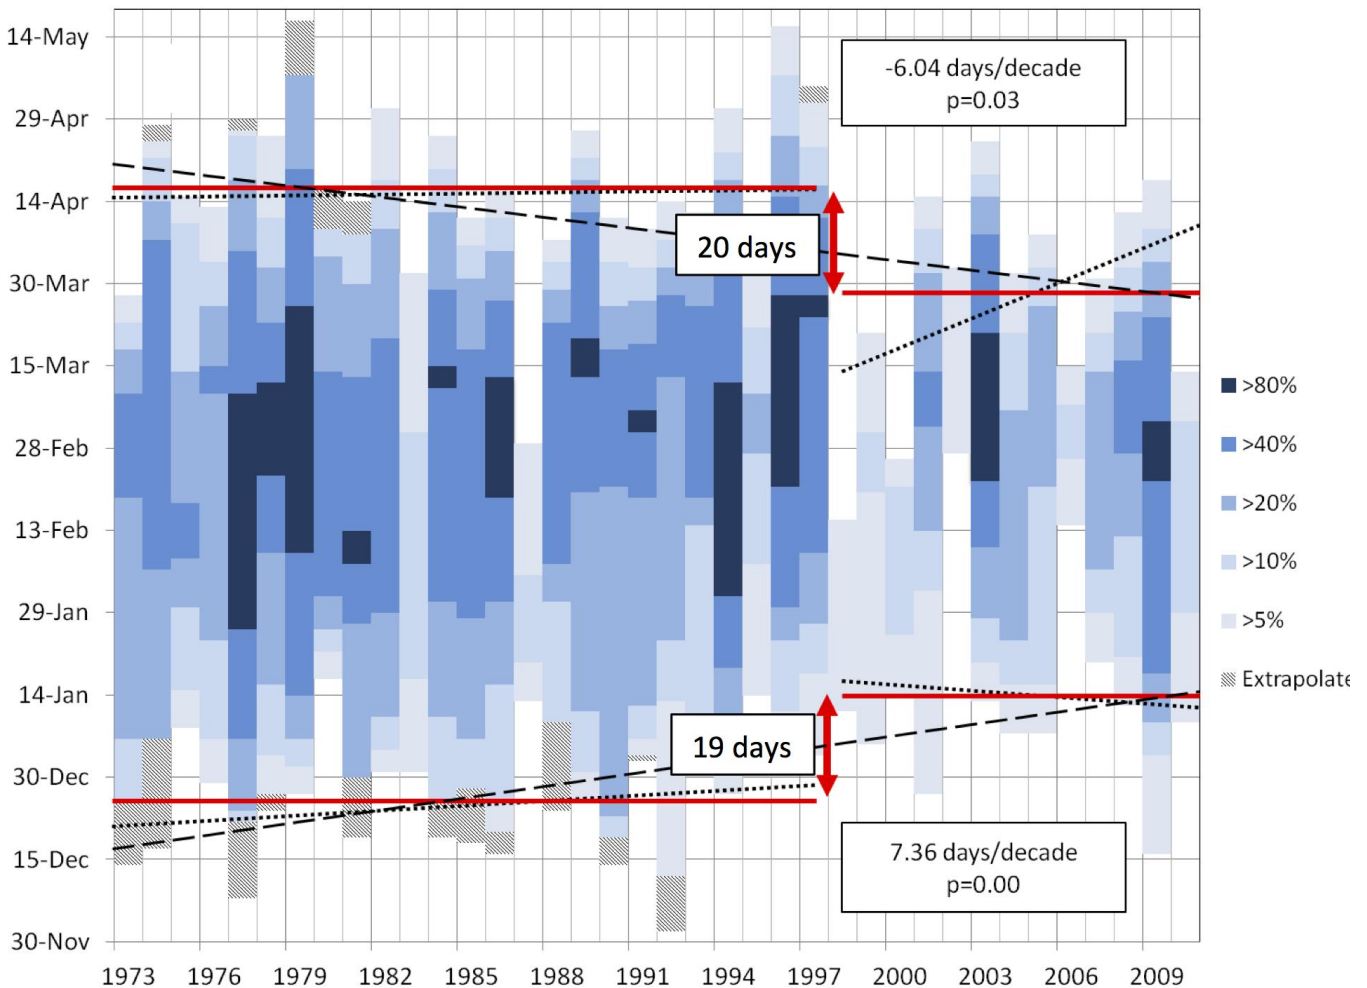 14-May
29-Apr
14-Apr
30-Mar
15-Mar
28-Feb
13-Feb
29-Jan
14-Jan
30-Dec
15-Dec
30-Nov
-6.04 days/decade
p=0.03
20 days
19 days
7.36 days/decade
p=0.00
>80%
>40%
>20%
>10%
>5%
Extrapolate
1973 1976 1979 1982 1985 1988 1991 1994 1997 2000 2003 2006 2009